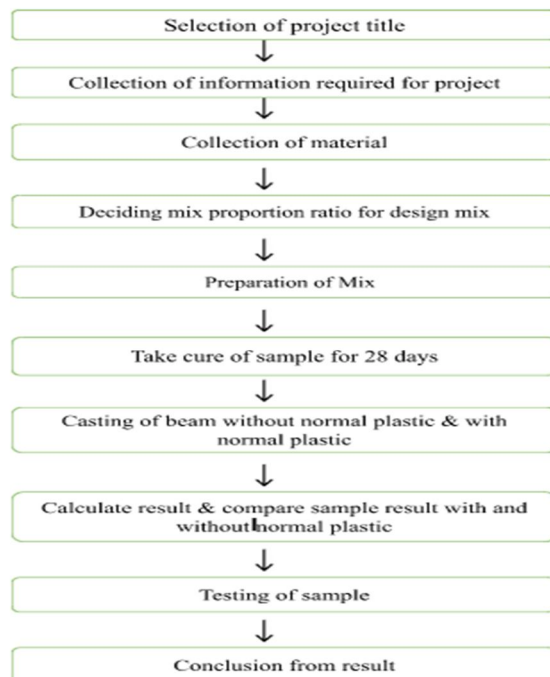 Selection of project title
Collection of information required for project
Collection of material
Deciding mix proportion ratio for design mix
Preparation of Mix
Take cure of sample for 28 days
Casting of beam without normal plastic & with
normal plastic
Calculate result & compare sample result with and
without normal plastic
Testing of sample
Conclusion from result